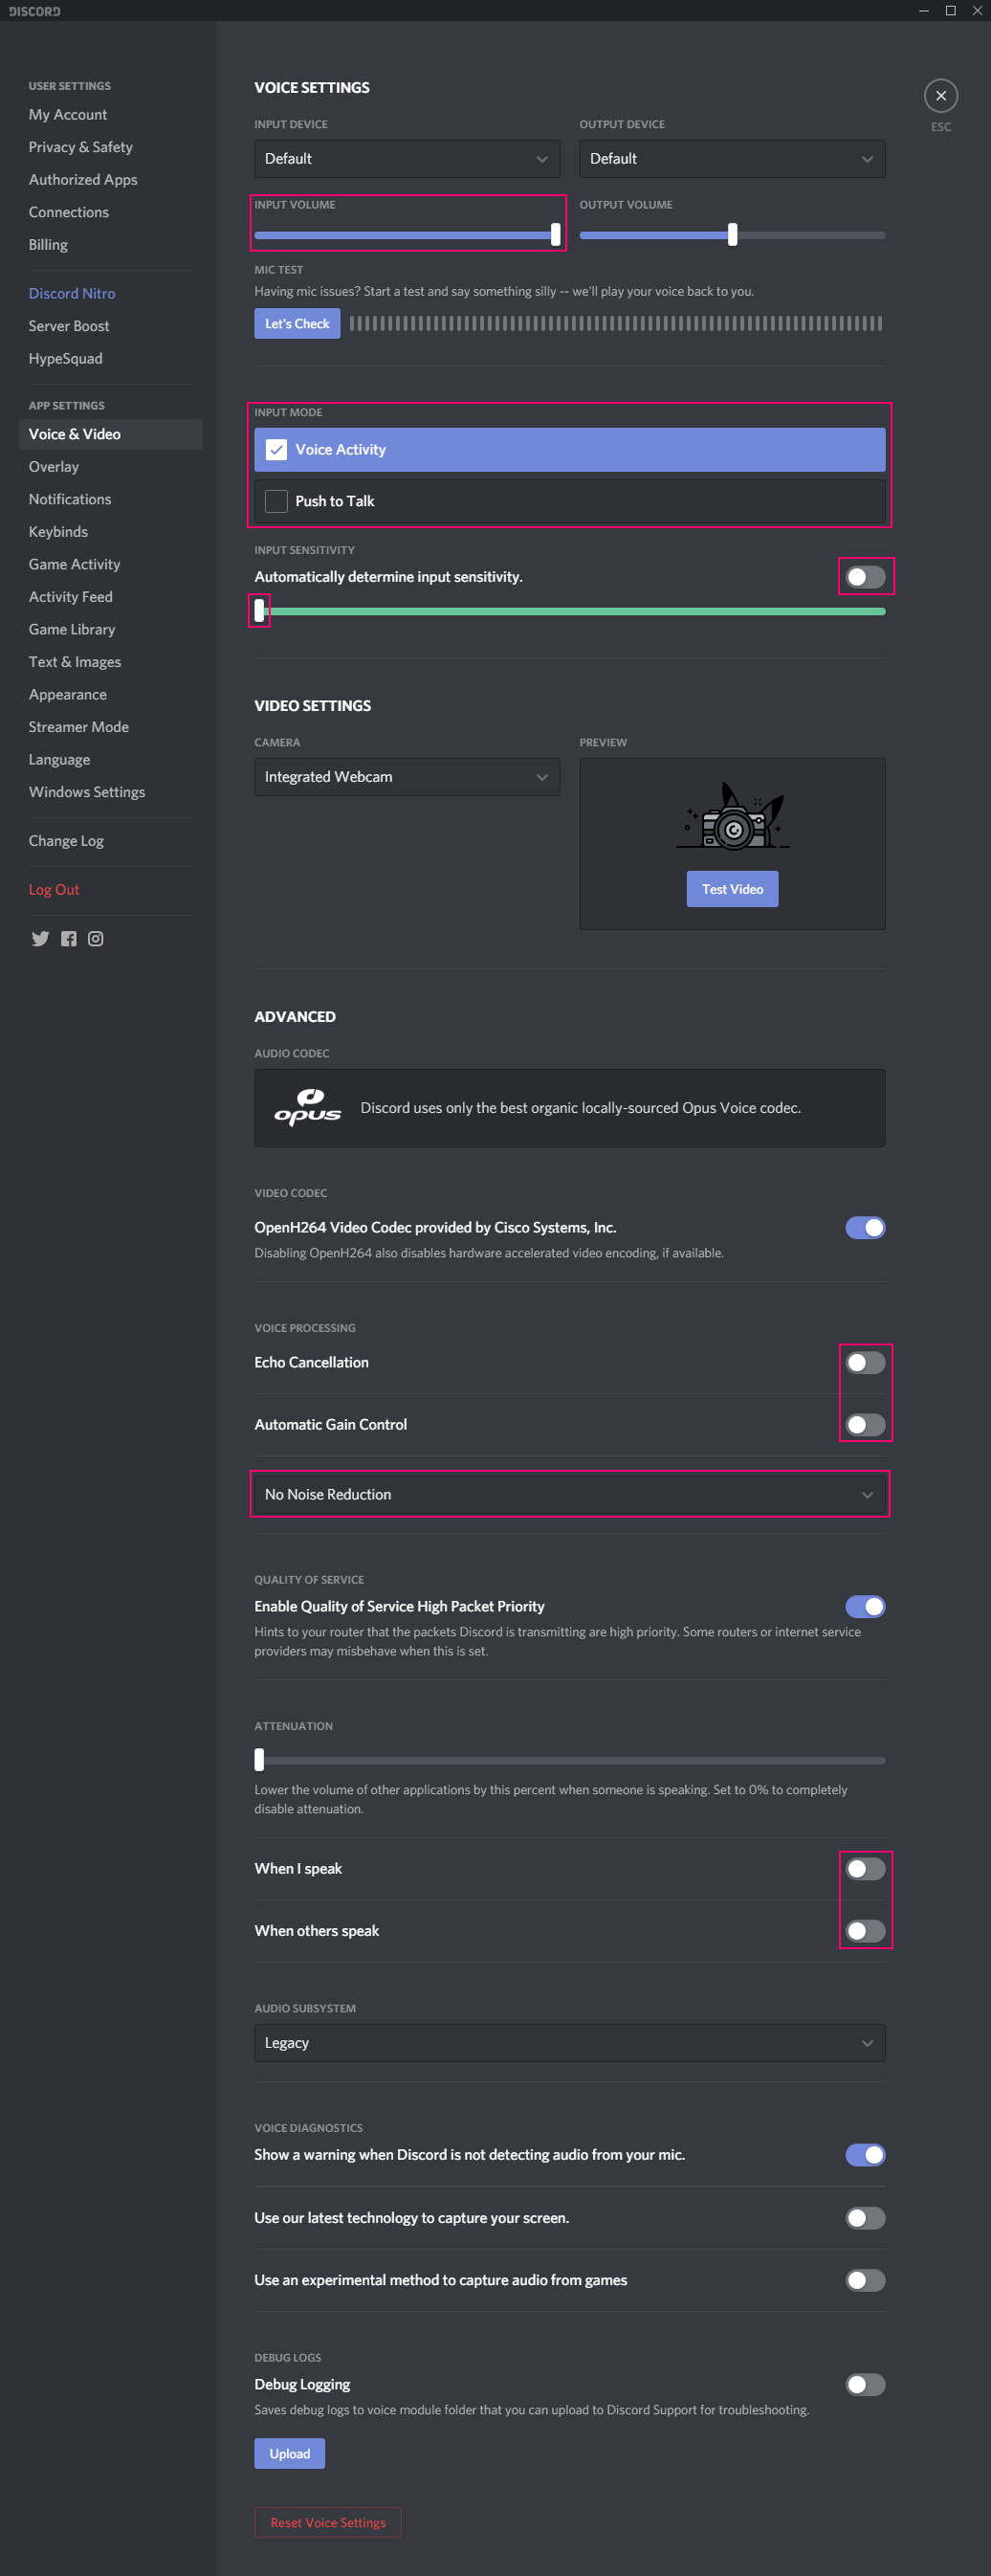 DISCORD
USER SETTINGS
My Account
Privacy & Safety
Authorized Apps
Connections
Billing
Discord Nitro
Server Boost
HypeSquad
APP SETTINGS
Voice & Video
Overlay
Notifications
Keybinds
Game Activity
Activity Feed
Game Library
Text & Images
Appearance
Streamer Mode
Language
Windows Settings
Change Log
Log Out
VOICE SETTINGS
ESC
INPUT DEVICE
OUTPUT DEVICE
Default
Default
INPUT VOLUME
OUTPUT VOLUME
MIC TEST
Having mic issues? Start a test and say something silly -- we'll play your voice back to you.
Let's Check
INPUT MODE
Voice Activity
Push to Talk
INPUT SENSITIVITY
Automatically determine input sensitivity.
VIDEO SETTINGS
CAMERA
PREVIEW
Integrated Webcam
Test Video
ADVANCED
AUDIO CODEC
opus
Discord uses only the best organic locally-sourced Opus Voice codec.
VIDEO CODEC
OpenH264 Video Codec provided by Cisco Systems, Inc.
Disabling OpenH264 also disables hardware accelerated video encoding, if available.
VOICE PROCESSING
Echo Cancellation
Automatic Gain Control
No Noise Reduction
QUALITY OF SERVICE
Enable Quality of Service High Packet Priority
Hints to your router that the packets Discord is transmitting are high priority. Some routers or internet service
providers may misbehave when this is set.
ATTENUATION
Lower the volume of other applications by this percent when someone is speaking. Set to 0% to completely
disable attenuation.
When I speak
When others speak
AUDIO SUBSYSTEM
Legacy
VOICE DIAGNOSTICS
Show a warning when Discord is not detecting audio from your mic.
Use our latest technology to capture your screen.
Use an experimental method to capture audio from games
DEBUG LOGS
Debug Logging
Saves debug logs to voice module folder that you can upload to Discord Support for troubleshooting.
Upload
Reset Voice Settings